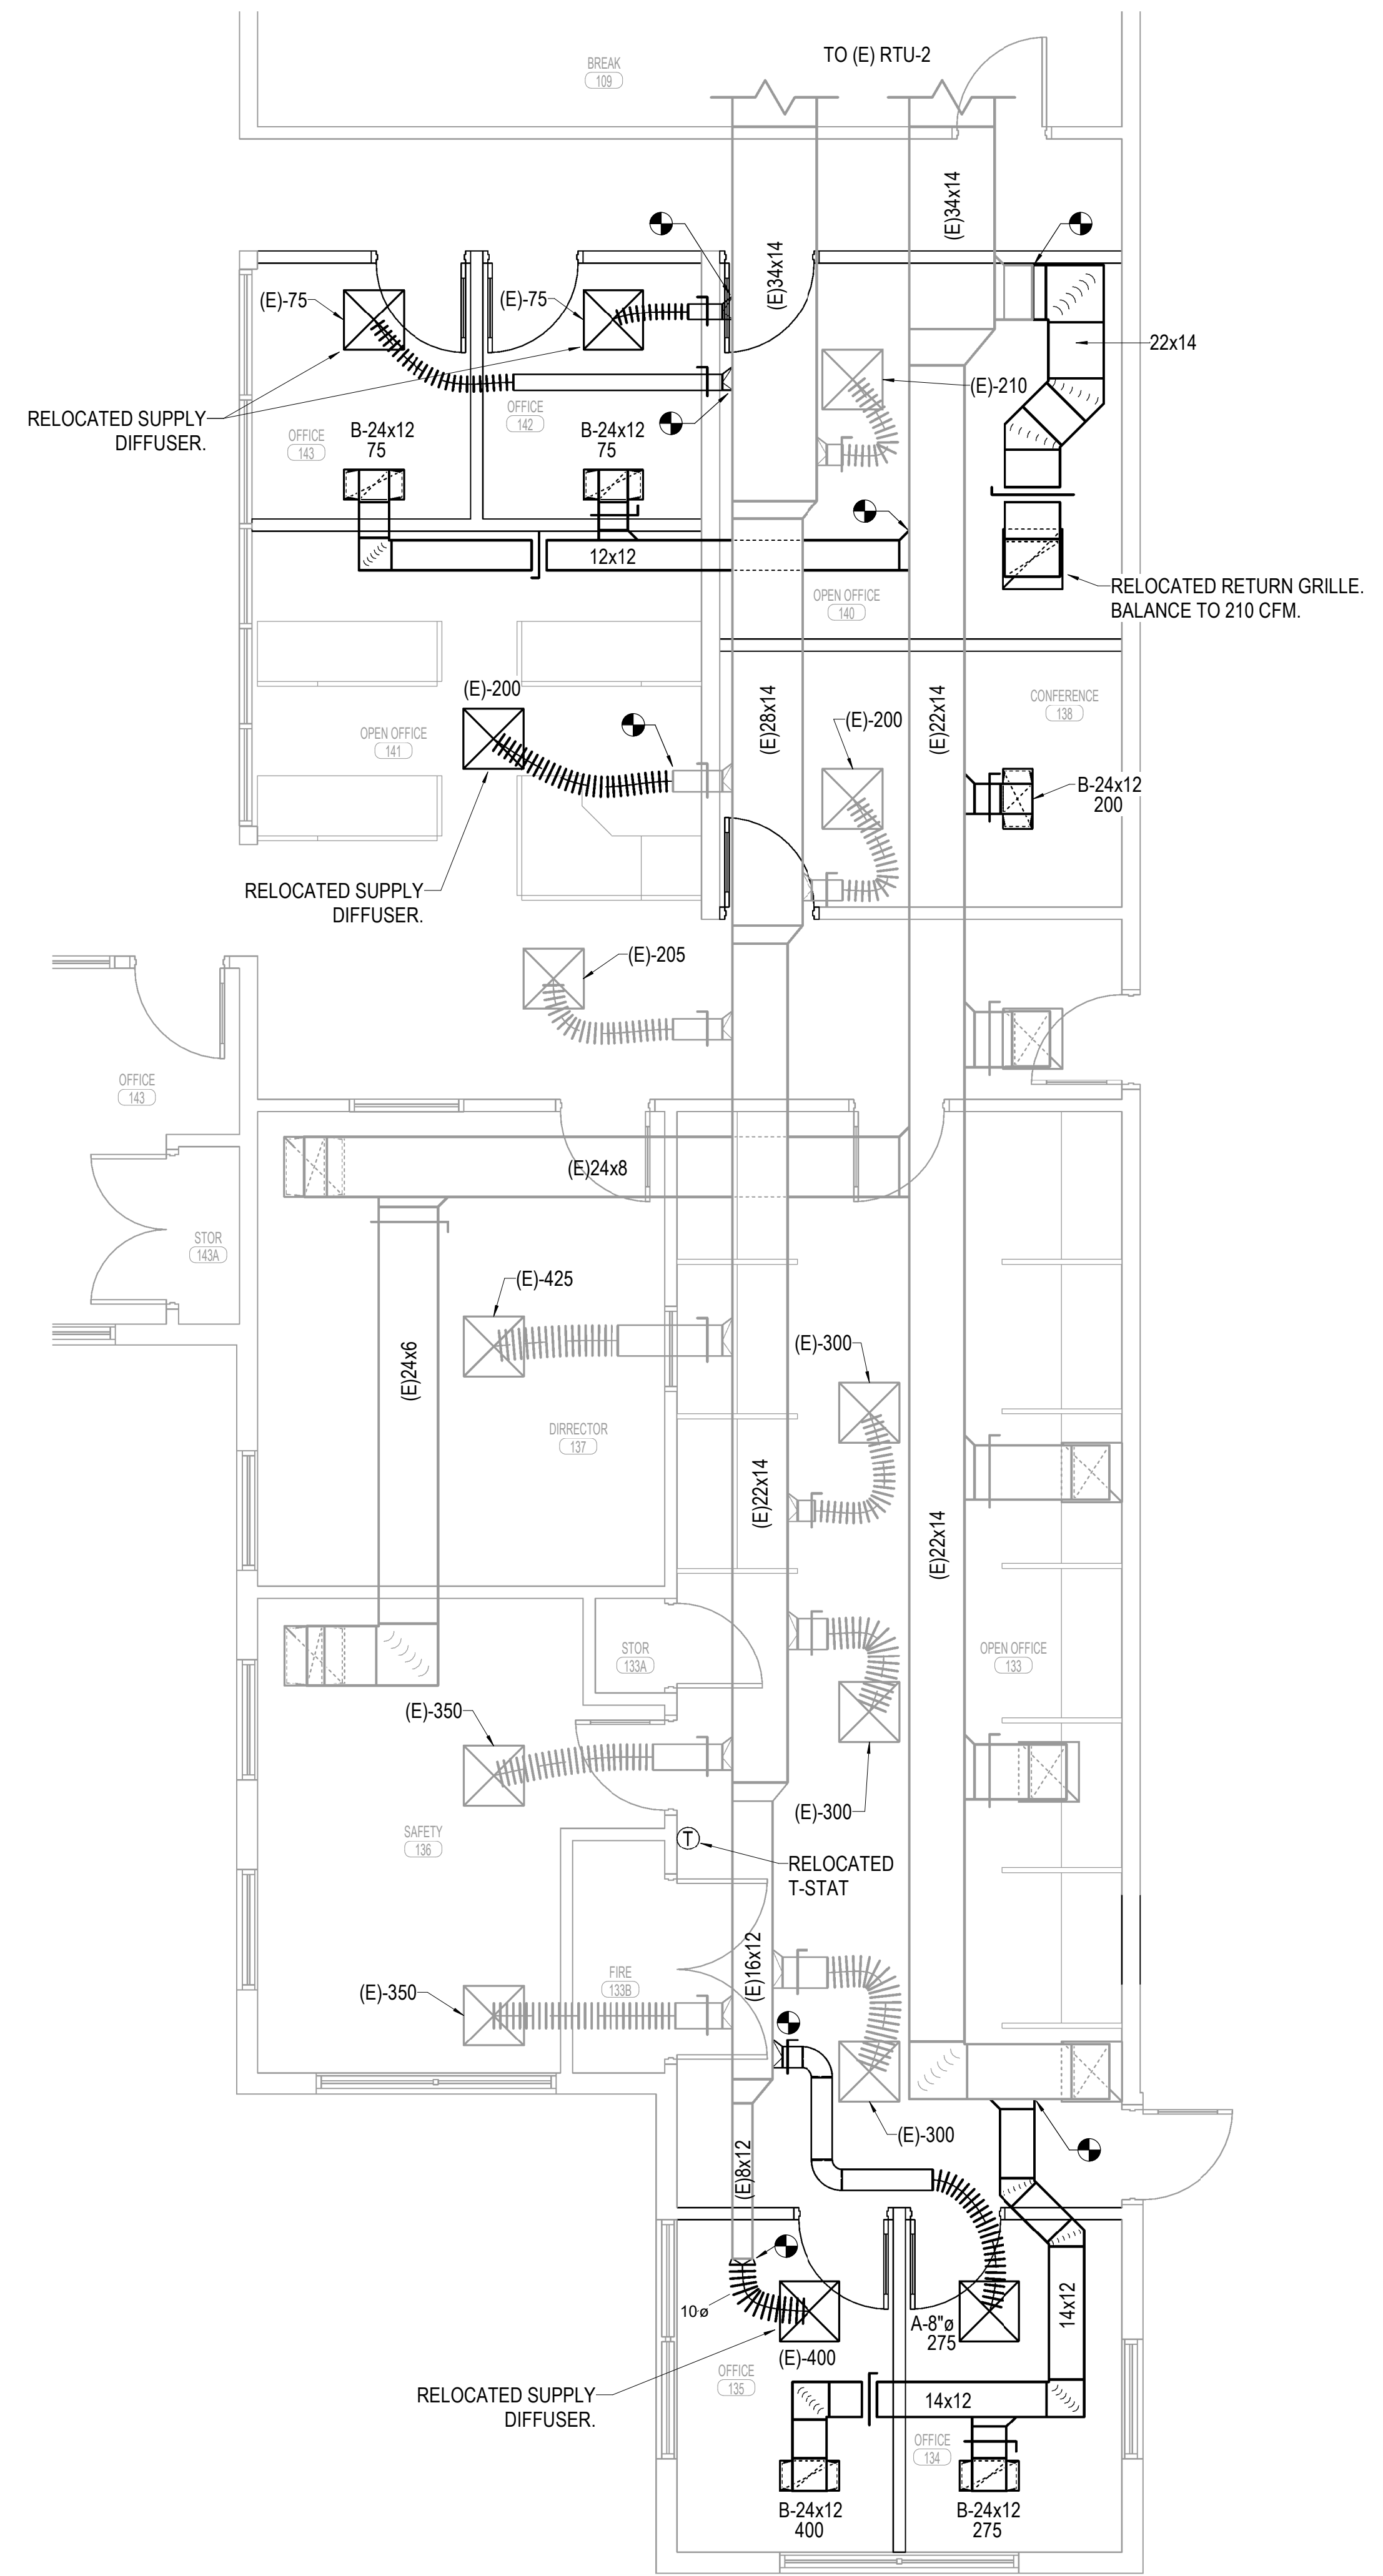 TO (E) RTU-2
BREAK
109
(E)34x14
(E)34x14
(E)-75
(E)-75
22x14
(E)-210
RELOCATED SUPPLY
DIFFUSER.
OFFICE
142
OFFICE
143
B-24x12
75
B-24x12
75
12x12
RELOCATED RETURN GRILLE.
BALANCE TO 210 CFM.
OPEN OFFICE
140
(E)-200
(E)28x14
(E)-200
(E)22x14
CONFERENCE
138
OPEN OFFICE
141
B-24x12
200
RELOCATED SUPPLY
DIFFUSER.
(E)-205
OFFICE
143
(E)24x8
STOR
143A
(E)-425
(E)24x6
(E)-300
DIRRECTOR
137
(E)22x14
(E)22x14
STOR
133A
OPEN OFFICE
133
(E)-350
(E)-300
SAFETY
136
T
RELOCATED
T-STAT
(E)16x12
FIRE
133B
(E)-350
(E)-300
(E)8x12
10ø
A-8"ø
275
14x12
(E)-400
OFFICE
135
RELOCATED SUPPLY
DIFFUSER.
14x12
OFFICE
134
B-24x12
400
B-24x12
275